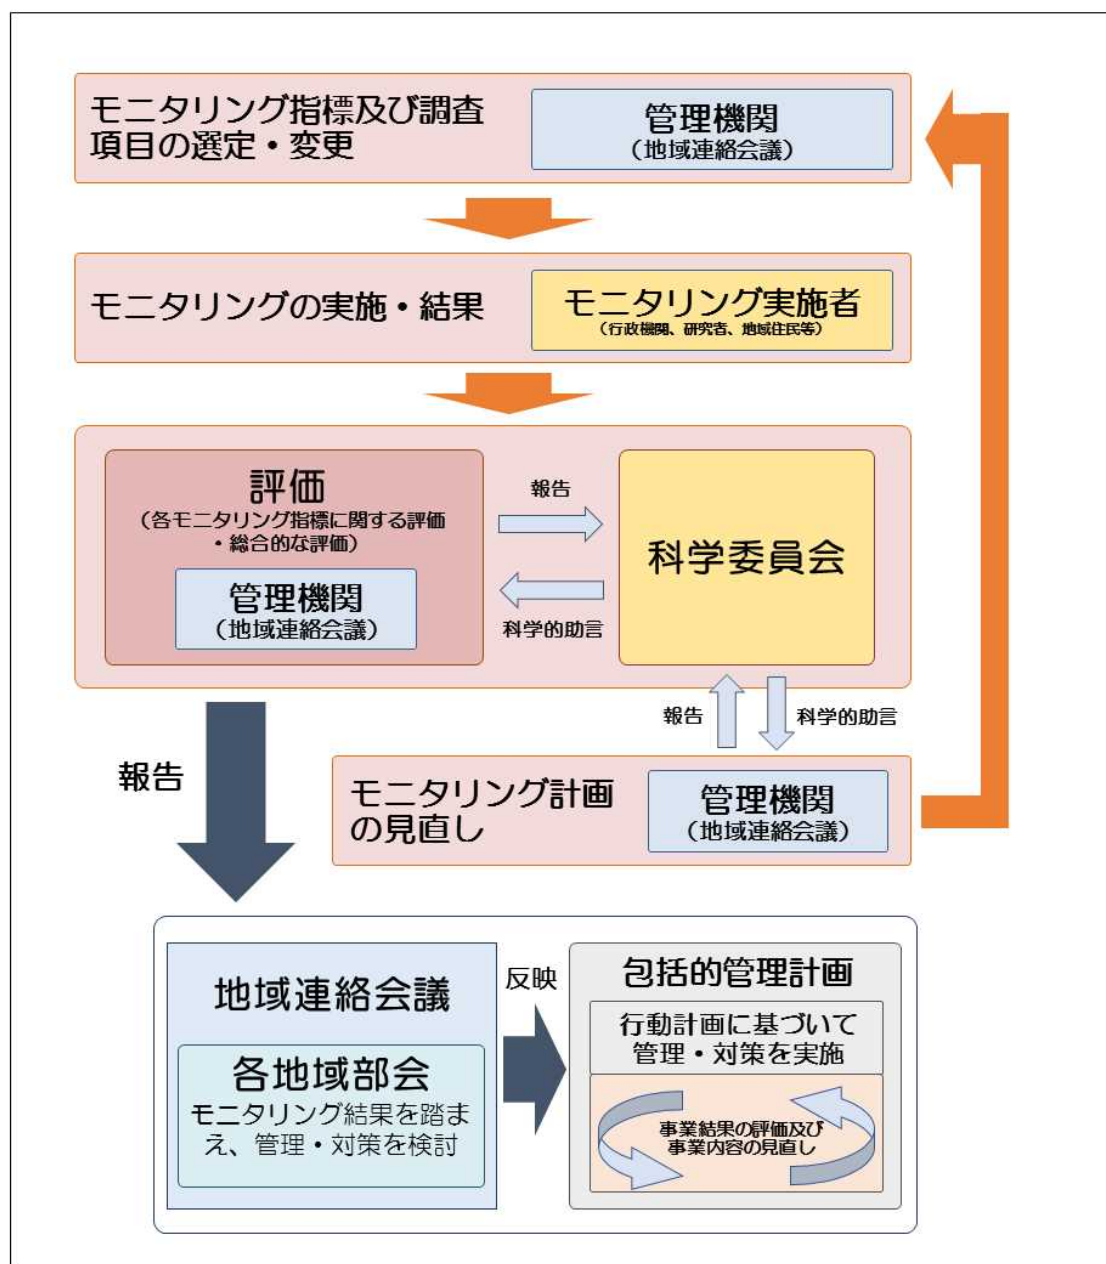 モニタリング指標及び調査
項目の選定・変更
管理機関
(地域連絡会議)
モニタリングの実施・結果
モニタリング実施者
(行政機関、研究者、地域住民等)
評価
(各モニタリング指標に関する評価
・総合的な評価)
管理機関
(地域連絡会議)
報告
科学的助言
科学委員会
報告
科学的助言
報告
モニタリング計画
の見直し
管理機関
(地域連絡会議)
地域連絡会議
各地域部会
モニタリング結果を踏ま
え、管理・対策を検討
反映
包括的管理計画
行動計画に基づいて
管理・対策を実施
事業結果の評価及び
事業内容の見直し